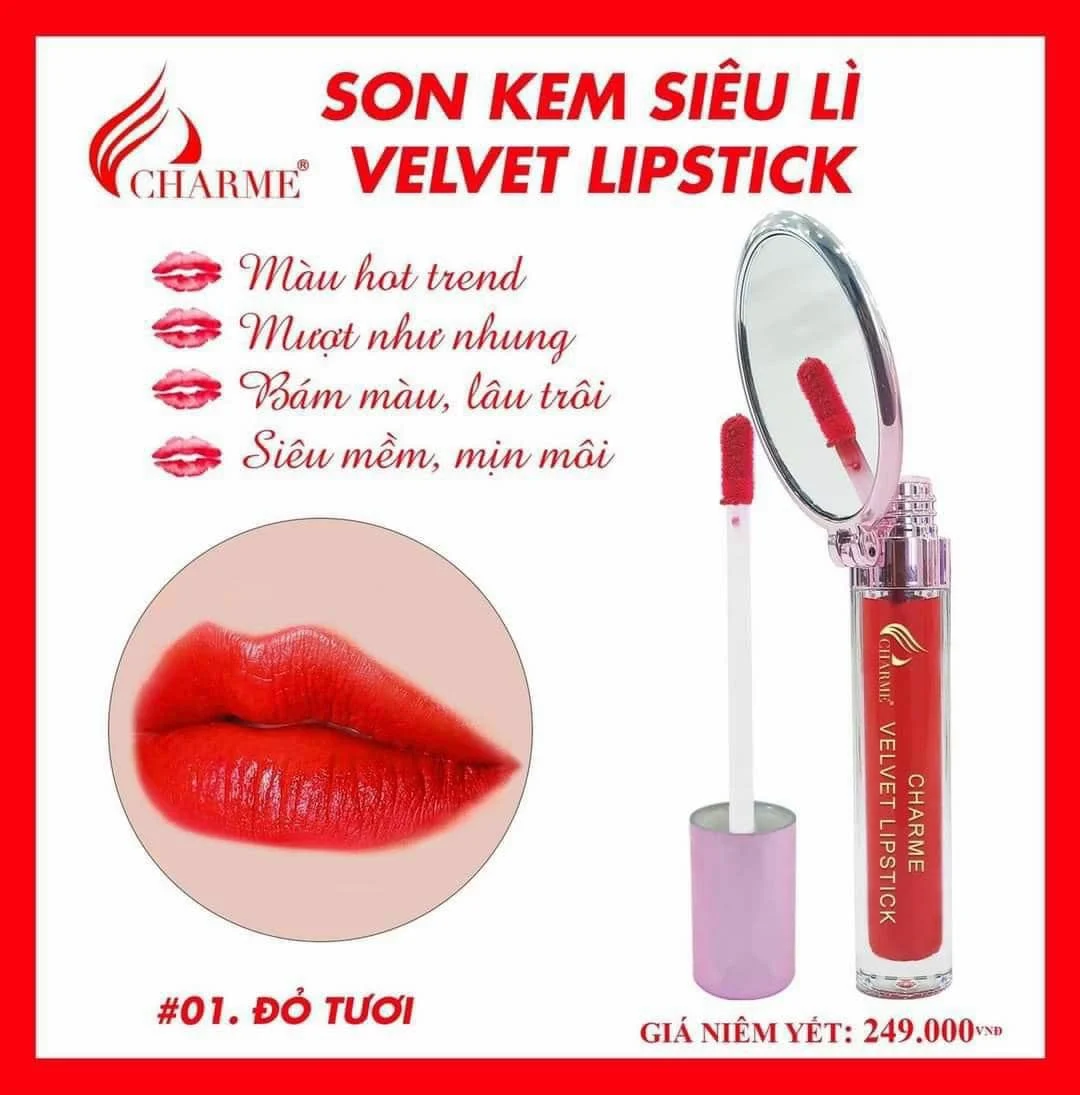 SON KEM SIÊU LÌ
VELVET LIPSTICK
CHARME®
Màu hot trend
Mượt như nhung
Bám màu, lâu trôi
Siêu mềm, mịn môi
CHARME®
CHARME
VELVET LIPSTICK
#01. ĐỎ TƯƠI
GIÁ NIÊM YẾT: 249.000VNĐ